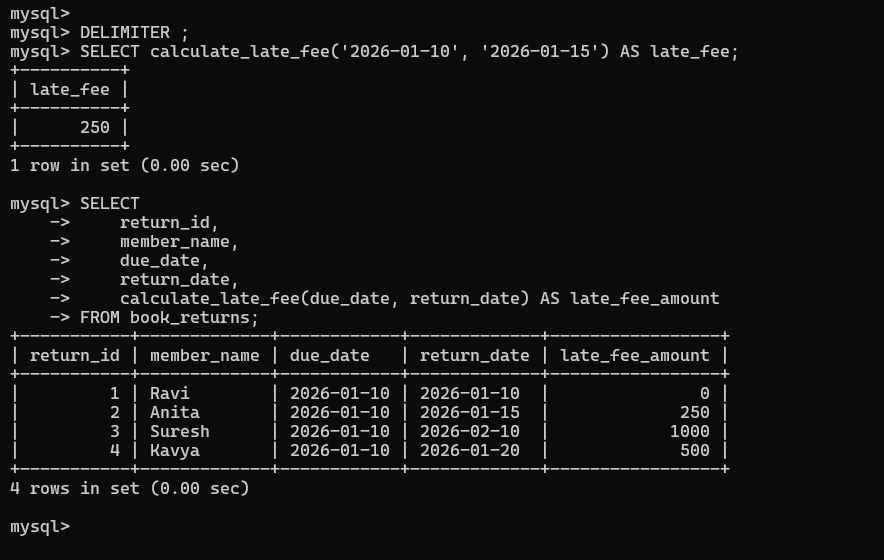 mysql>
mysql> DELIMITER ;
mysql> SELECT calculate_late_fee('2026-01-10', '2026-01-15') AS late_fee;
+----------+
| late_fee |
+----------+
|      250 |
+----------+
1 row in set (0.00 sec)

mysql> SELECT
    ->     return_id,
    ->     member_name,
    ->     due_date,
    ->     return_date,
    ->     calculate_late_fee(due_date, return_date) AS late_fee_amount
    -> FROM book_returns;
+-----------+-------------+------------+-------------+-----------------+
| return_id | member_name | due_date   | return_date | late_fee_amount |
+-----------+-------------+------------+-------------+-----------------+
|         1 | Ravi        | 2026-01-10 | 2026-01-10  |               0 |
|         2 | Anita       | 2026-01-10 | 2026-01-15  |             250 |
|         3 | Suresh      | 2026-01-10 | 2026-02-10  |            1000 |
|         4 | Kavya       | 2026-01-10 | 2026-01-20  |             500 |
+-----------+-------------+------------+-------------+-----------------+
4 rows in set (0.00 sec)

mysql>